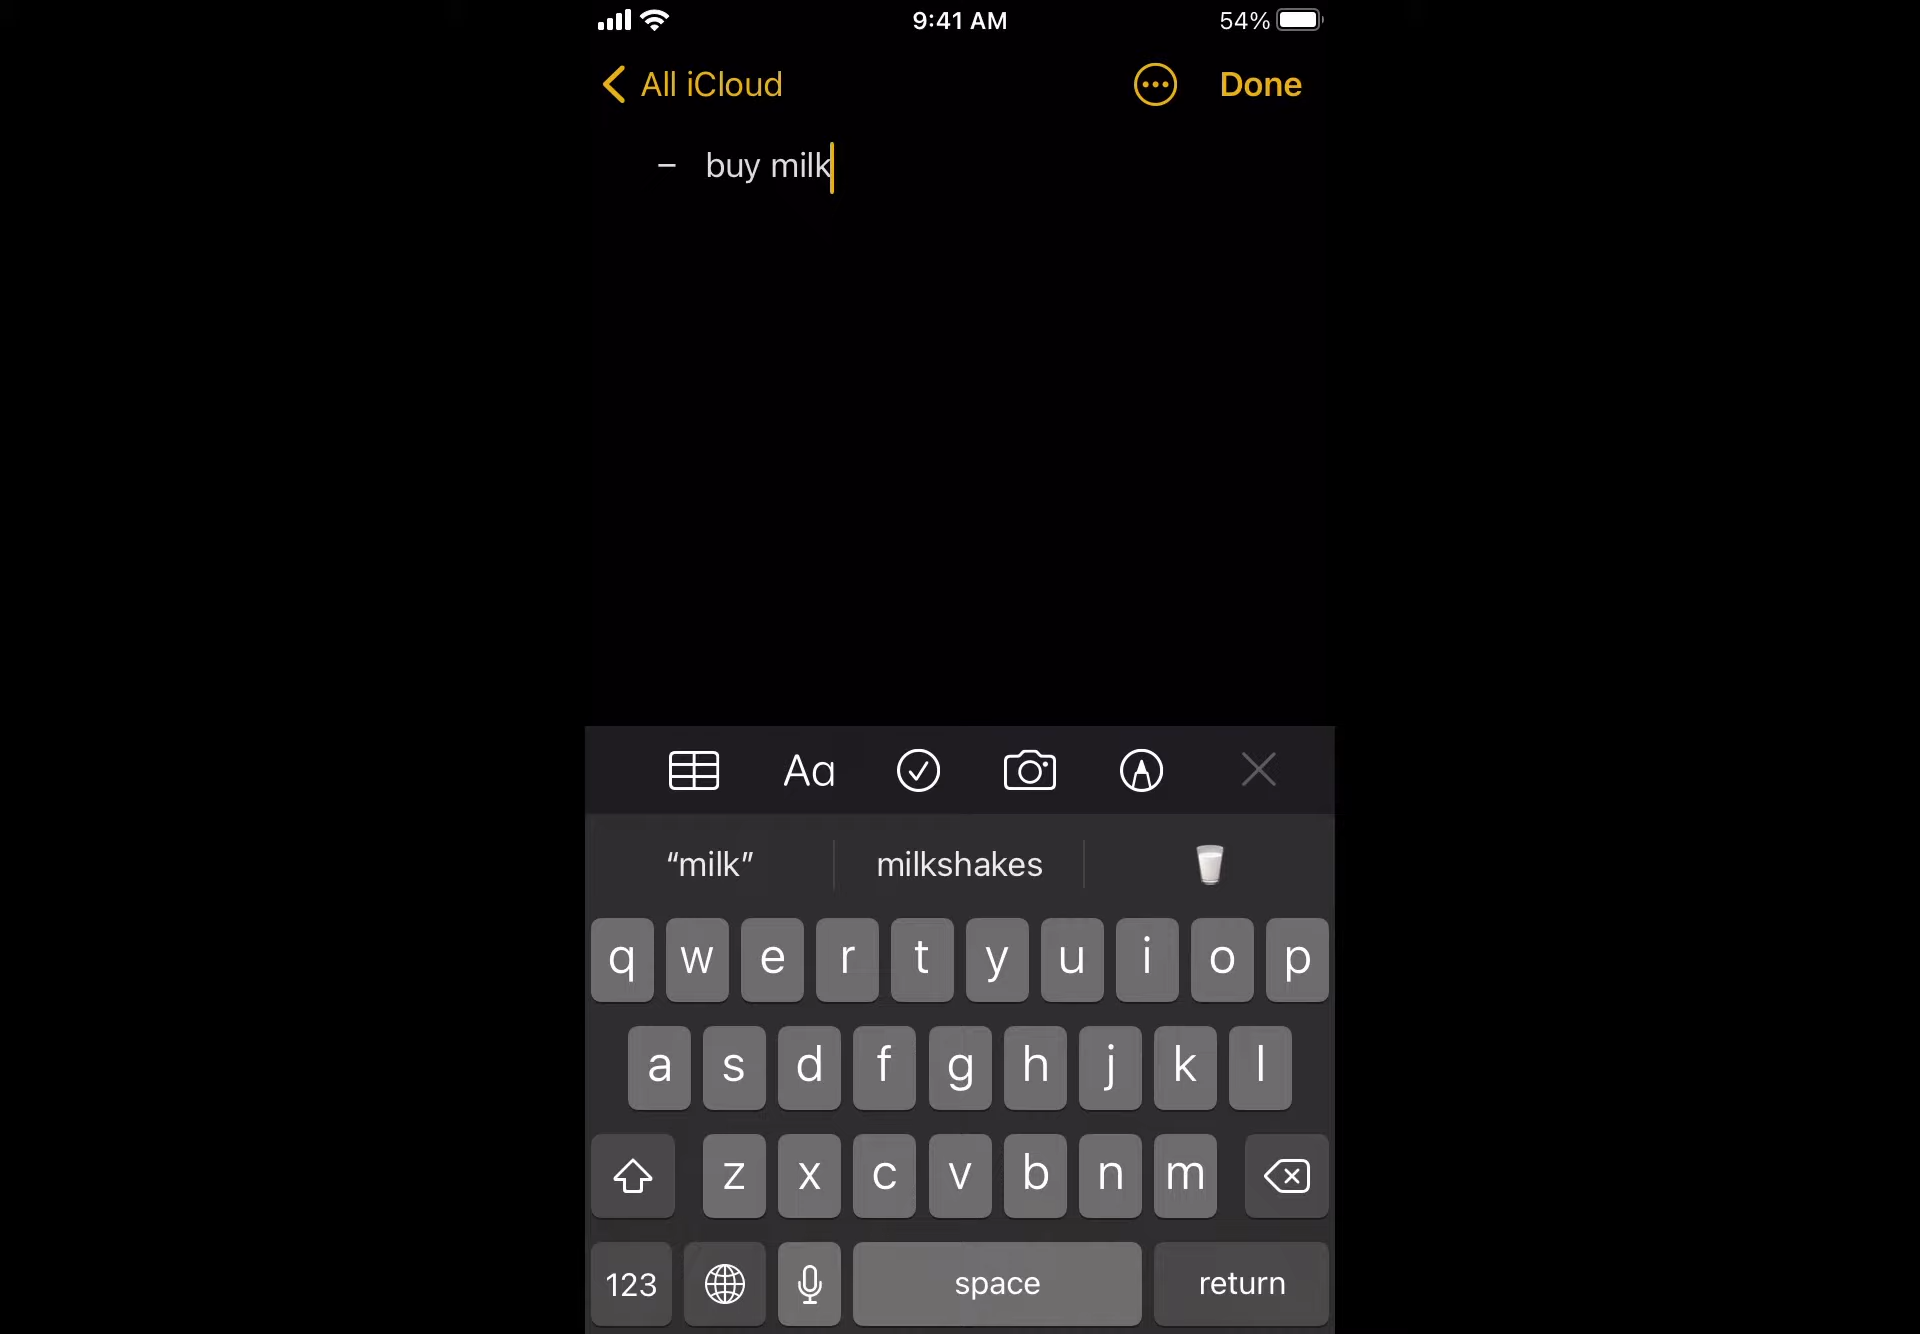 9:41 AM 54%
All iCloud Done
– buy milk
Aa
“milk” milkshakes
q w e r t y u i o p
a s d f g h j k l
z x c v b n m
123 space return